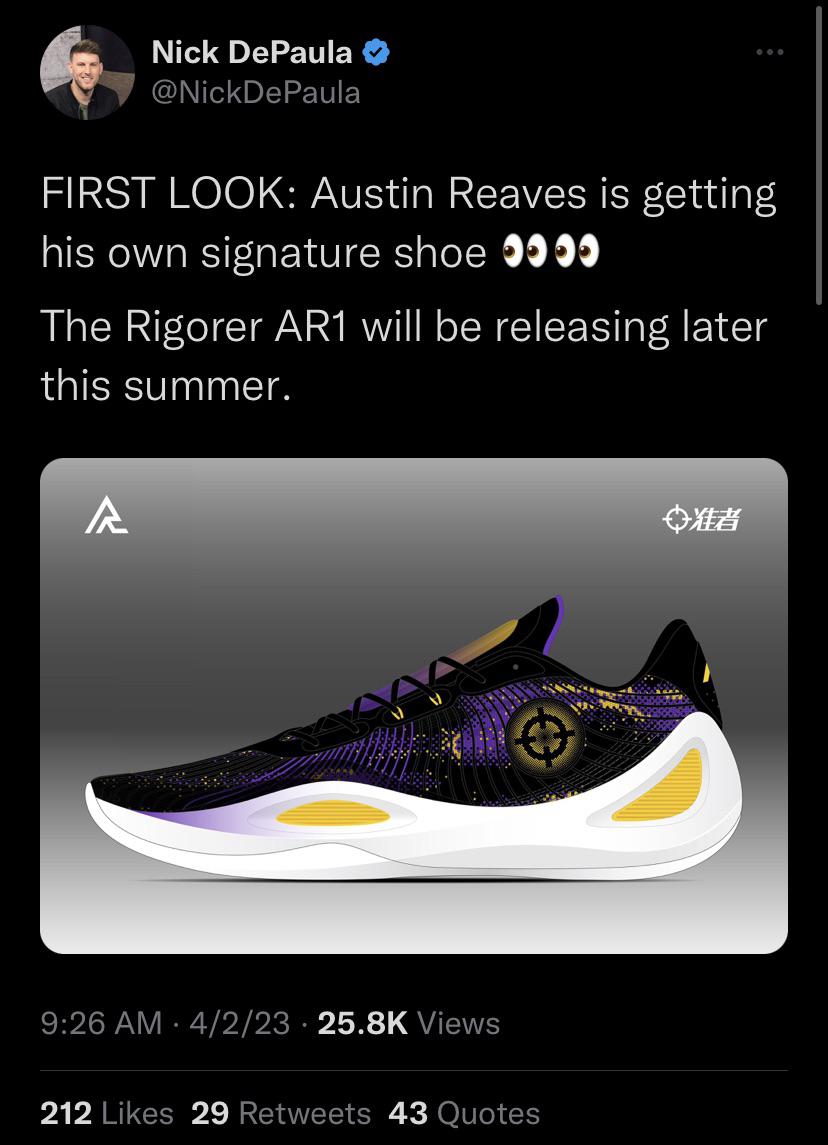 Nick DePaula
@NickDePaula
FIRST LOOK: Austin Reaves is getting
his own signature shoe 👀👀
The Rigorer AR1 will be releasing later
this summer.
准者
9:26 AM · 4/2/23 · 25.8K Views
212 Likes 29 Retweets 43 Quotes